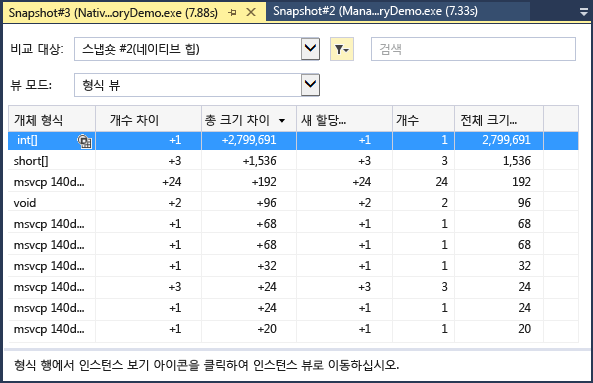 Snapshot#3 (Nativ...oryDemo.exe (7.88s) Snapshot#2 (Mana...ryDemo.exe (7.33s)
비교 대상: 스냅숏 #2(네이티브 힙) 검색
뷰 모드: 형식 뷰
개체 형식 개수 차이 총 크기 차이 새 할당... 개수 전체 크기...
int[] +1 +2,799,691 +1 1 2,799,691
short[] +3 +1,536 +3 3 1,536
msvcp 140d... +24 +192 +24 24 192
void +2 +96 +2 2 96
msvcp 140d... +1 +68 +1 1 68
msvcp 140d... +1 +68 +1 1 68
msvcp 140d... +1 +32 +1 1 32
msvcp 140d... +3 +24 +3 3 24
msvcp 140d... +1 +24 +1 1 24
msvcp 140d... +1 +20 +1 1 20
형식 행에서 인스턴스 보기 아이콘을 클릭하여 인스턴스 뷰로 이동하십시오.